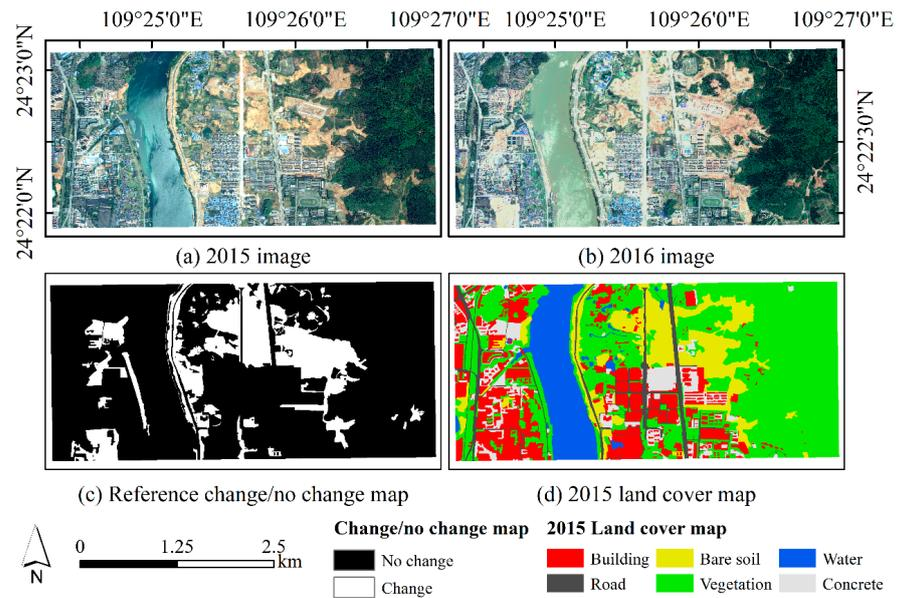 109°25'0"E 109°26'0"E 109°27'0"E 109°25'0"E 109°26'0"E 109°27'0"E
24°23'0"N
24°22'0"N
24°22'30"N
(a) 2015 image
(b) 2016 image
(c) Reference change/no change map
(d) 2015 land cover map
N
0 1.25 2.5
km
Change/no change map
No change
Change
2015 Land cover map
Building Bare soil Water
Road Vegetation Concrete